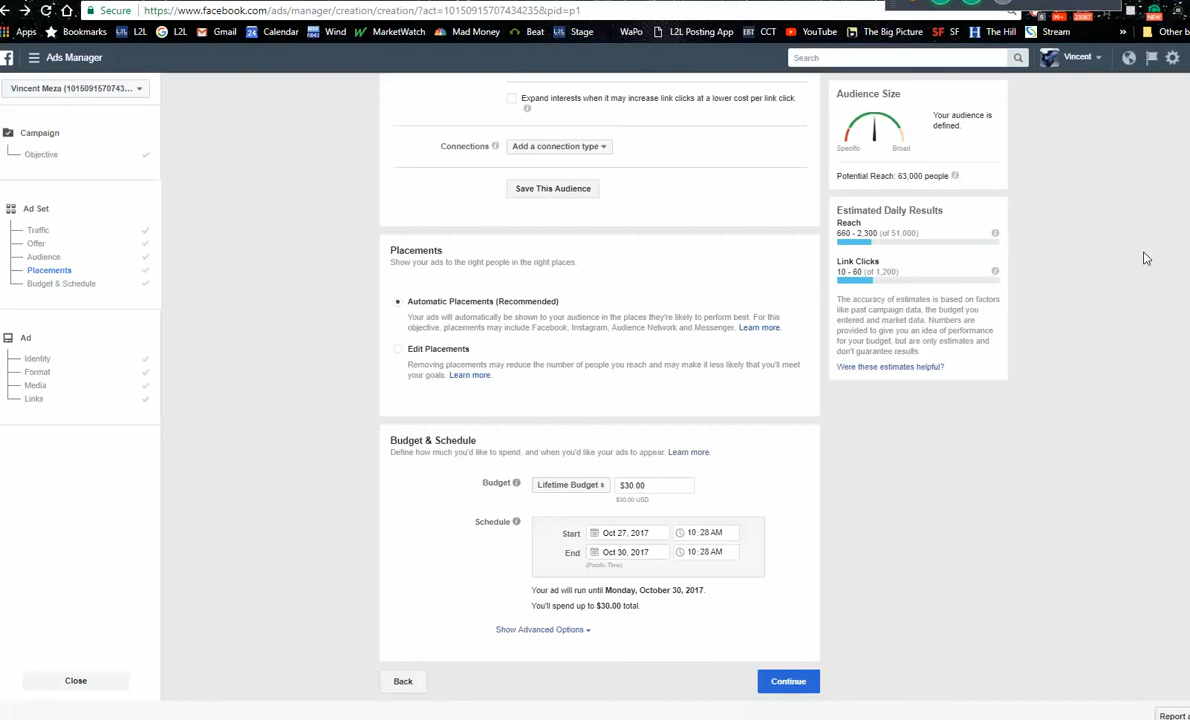 Secure https://www.facebook.com/ads/manager/creation/creation/?act=10150915707434235&pid=p1
Apps Bookmarks L2L L2L Gmail Calendar Wind MarketWatch Mad Money Beat Stage WaPo L2L Posting App EBT CCT YouTube The Big Picture SF SF The Hill Stream » Other b
Ads Manager Search Vincent
Vincent Meza (1015091570743...
Campaign
Objective
Ad Set
Traffic
Offer
Audience
Placements
Budget & Schedule
Ad
Identity
Format
Media
Links
Close
Expand interests when it may increase link clicks at a lower cost per link click.
Connections Add a connection type
Save This Audience
Placements
Show your ads to the right people in the right places.
Automatic Placements (Recommended)
Your ads will automatically be shown to your audience in the places they're likely to perform best. For this
objective, placements may include Facebook, Instagram, Audience Network and Messenger. Learn more.
Edit Placements
Removing placements may reduce the number of people you reach and may make it less likely that you'll meet
your goals. Learn more.
Budget & Schedule
Define how much you'd like to spend, and when you'd like your ads to appear. Learn more.
Budget Lifetime Budget $30.00
$30.00 USD
Schedule
Start Oct 27, 2017 10:28 AM
End Oct 30, 2017 10:28 AM
(Pacific Time)
Your ad will run until Monday, October 30, 2017.
You'll spend up to $30.00 total.
Show Advanced Options
Back Continue
Audience Size
Your audience is
defined.
Specific Broad
Potential Reach: 63,000 people
Estimated Daily Results
Reach
660 - 2,300 (of 51,000)
Link Clicks
10 - 60 (of 1,200)
The accuracy of estimates is based on factors
like past campaign data, the budget you
entered and market data. Numbers are
provided to give you an idea of performance
for your budget, but are only estimates and
don't guarantee results.
Were these estimates helpful?
Report a